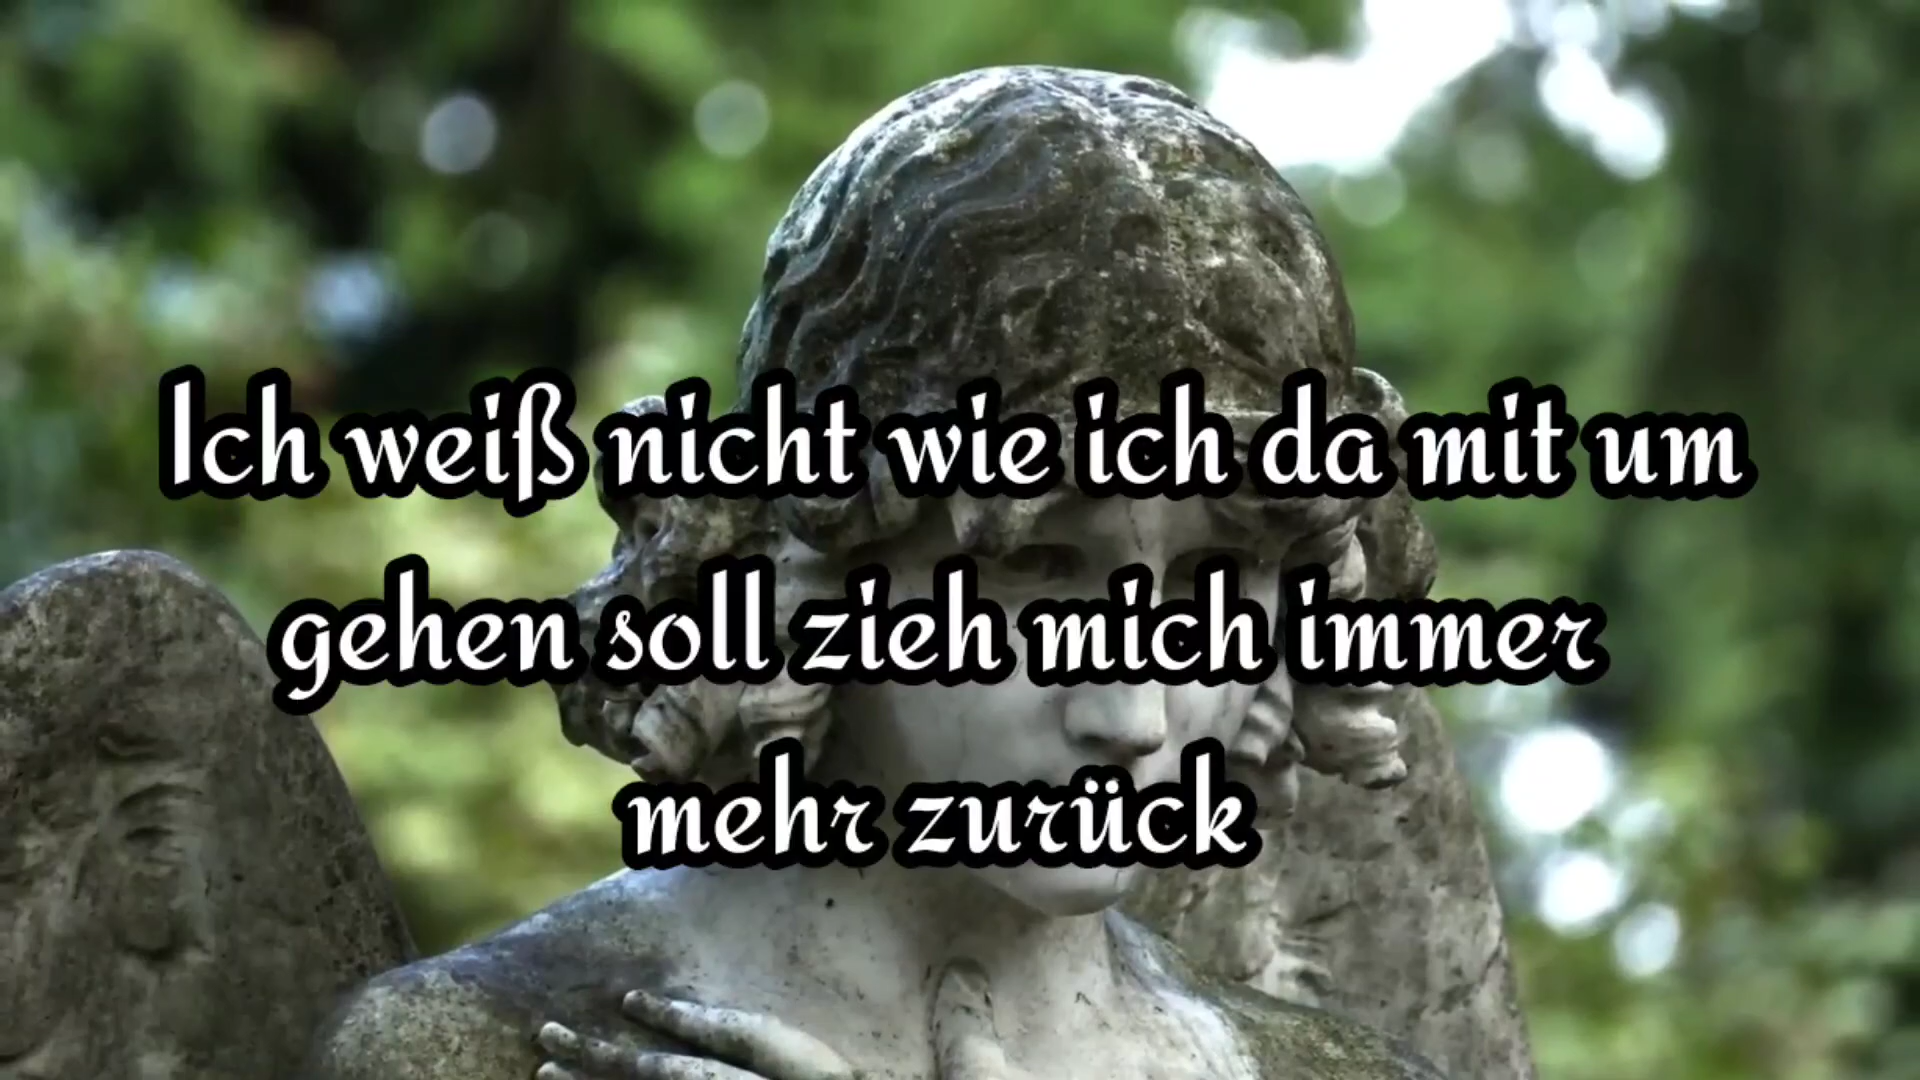 Ich weiß nicht wie ich da mit um
gehen soll zieh mich immer
mehr zurück